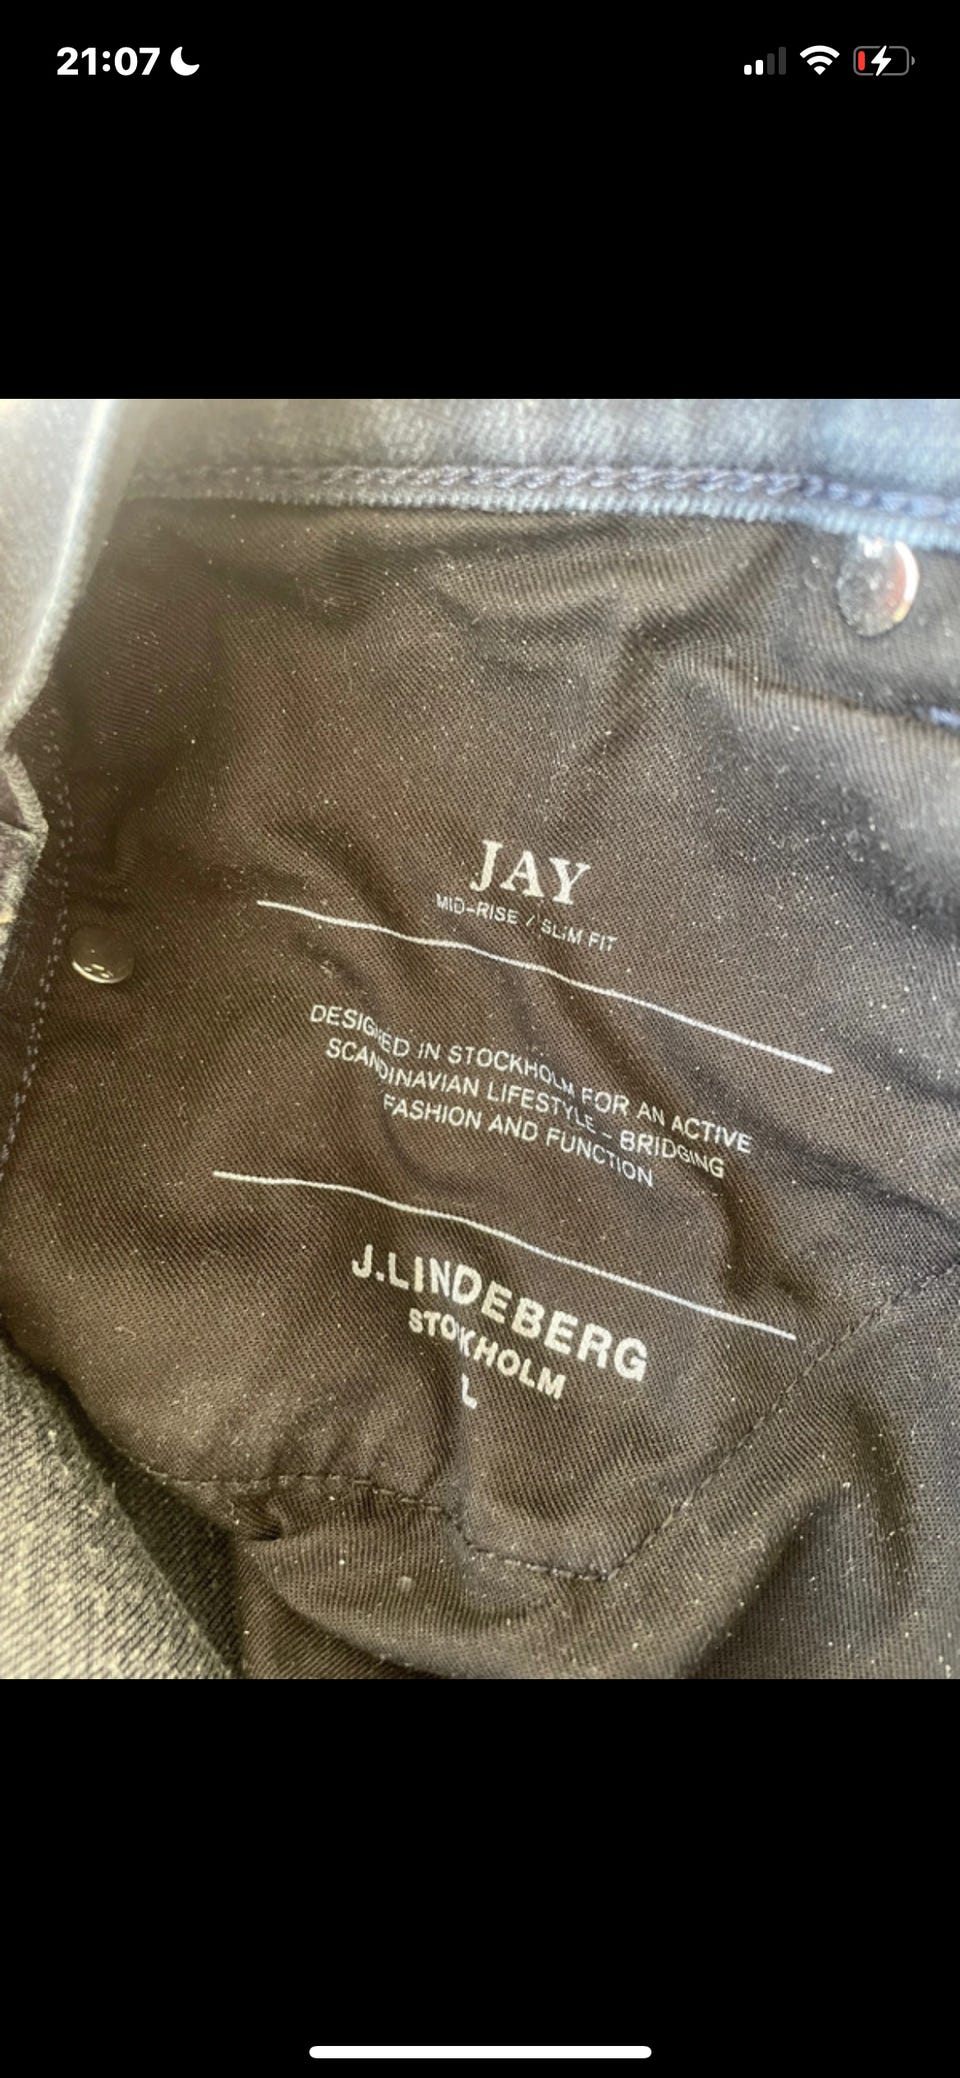 21:07
JAY
MID-RISE / SLIM FIT
DESIGNED IN STOCKHOLM FOR AN ACTIVE
SCANDINAVIAN LIFESTYLE - BRIDGING
FASHION AND FUNCTION
J.LINDEBERG
STOKHOLM
L